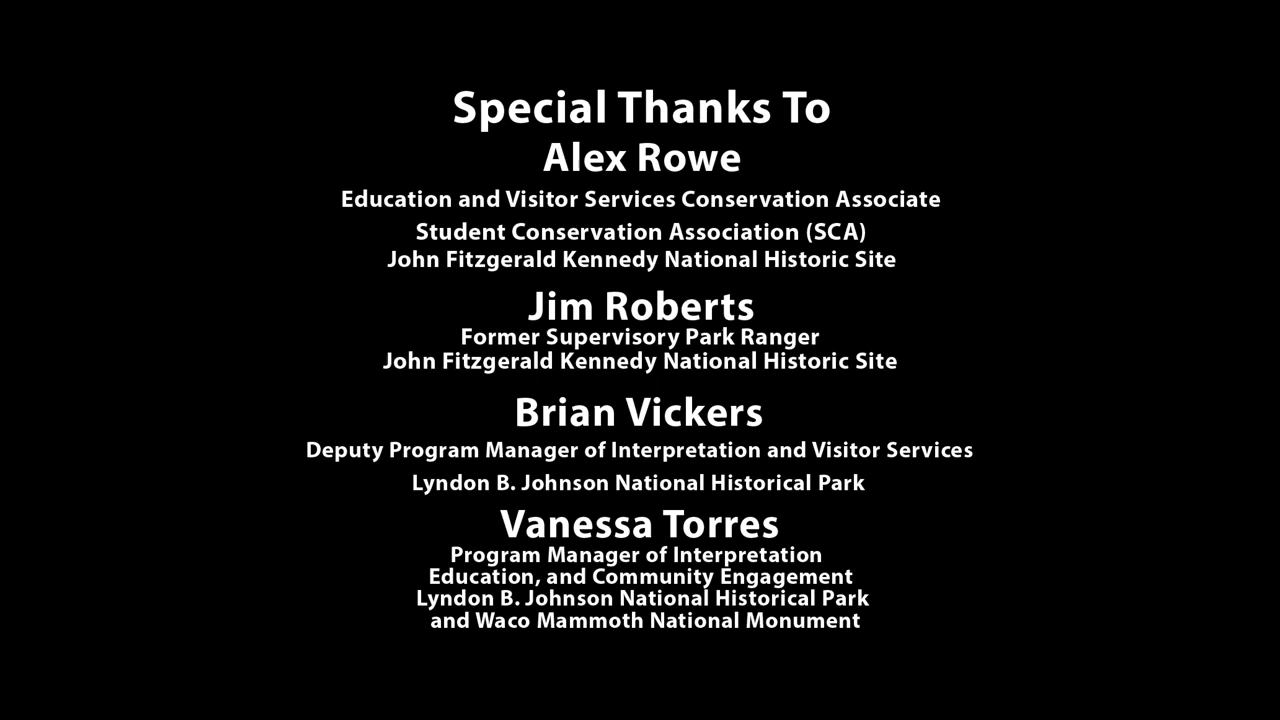 Special Thanks To
Alex Rowe
Education and Visitor Services Conservation Associate
Student Conservation Association (SCA)
John Fitzgerald Kennedy National Historic Site
Jim Roberts
Former Supervisory Park Ranger
John Fitzgerald Kennedy National Historic Site
Brian Vickers
Deputy Program Manager of Interpretation and Visitor Services
Lyndon B. Johnson National Historical Park
Vanessa Torres
Program Manager of Interpretation
Education, and Community Engagement
Lyndon B. Johnson National Historical Park
and Waco Mammoth National Monument